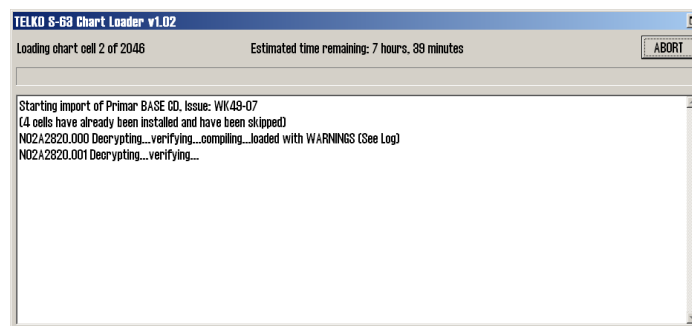 TELKO S-63 Chart Loader v1.02
Loading chart cell 2 of 2046 Estimated time remaining: 7 hours, 39 minutes ABORT
Starting import of Primar BASE CD, Issue: WK49-07
(4 cells have already been installed and have been skipped)
NO2A2820.000 Decrypting...verifying...compiling...loaded with WARNINGS (See Log)
NO2A2820.001 Decrypting...verifying...